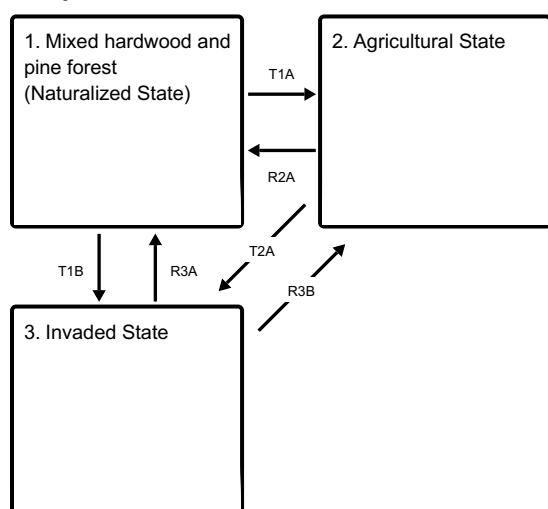 1. Mixed hardwood and
pine forest
(Naturalized State)
2. Agricultural State
T1A
R2A
T1B
R3A
T2A
R3B
3. Invaded State